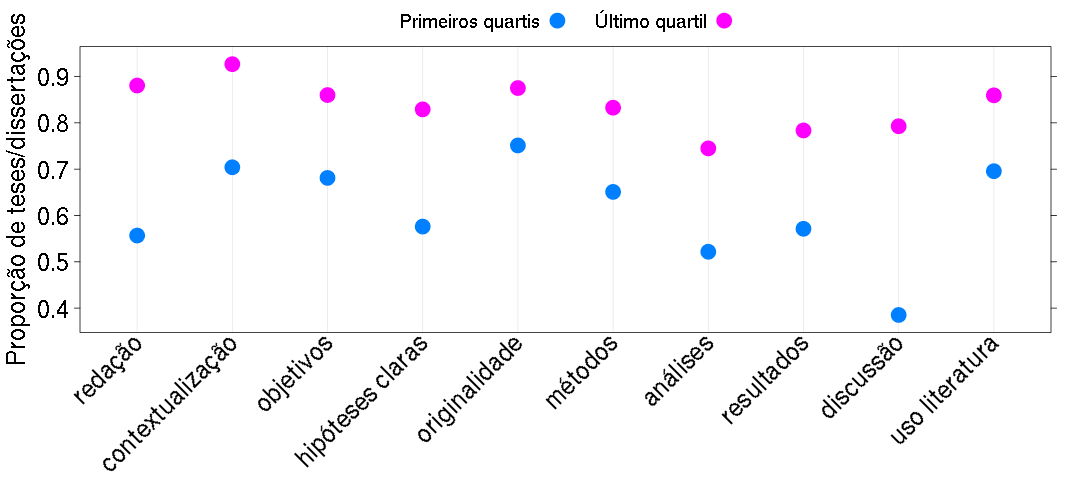 Primeiros quartis
Último quartil
Proporção de teses/dissertações
0.9
0.8
0.7
0.6
0.5
0.4
redação
contextualização
objetivos
hipóteses claras
originalidade
métodos
análises
resultados
discussão
uso literatura